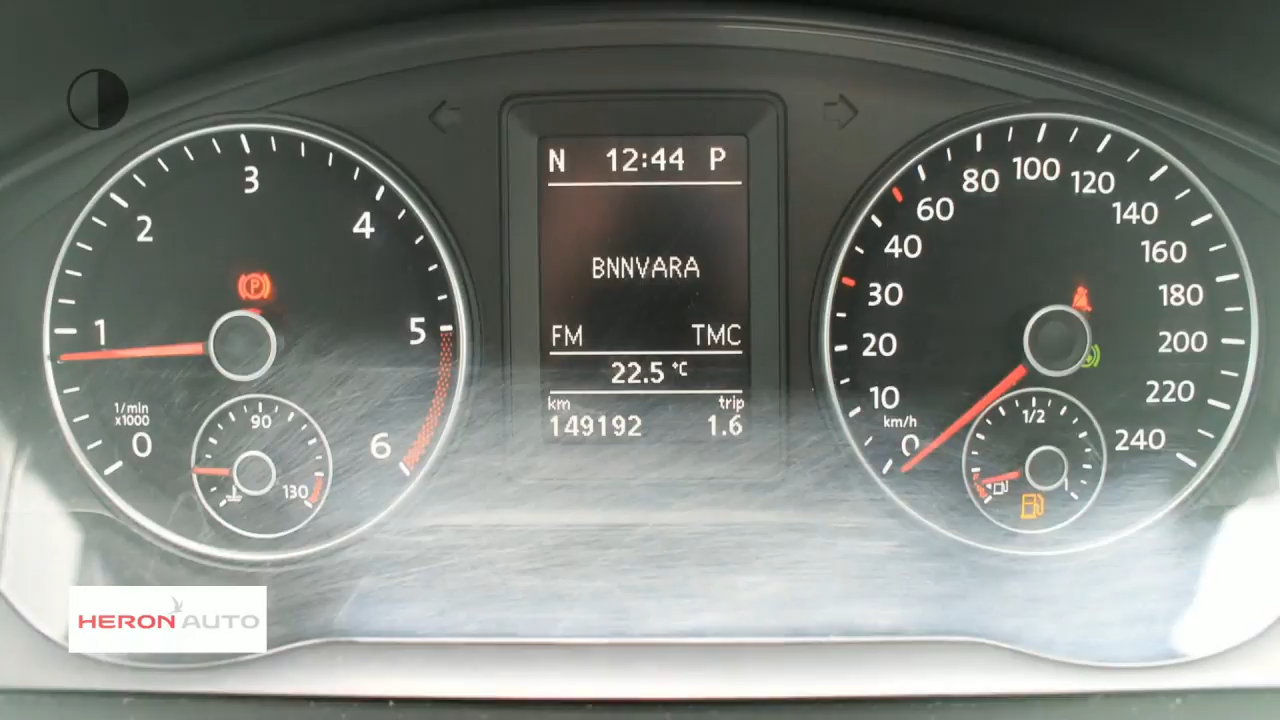 N 12:44 P
BNNVARA
FM TMC
22.5 °C
km trip
149192 1.6
0 1 2 3 4 5 6
1/min
x1000
90
130
P
0 10 20 30 40 60 80 100 120 140 160 180 200 220 240
km/h
1/2
1
HERON AUTO